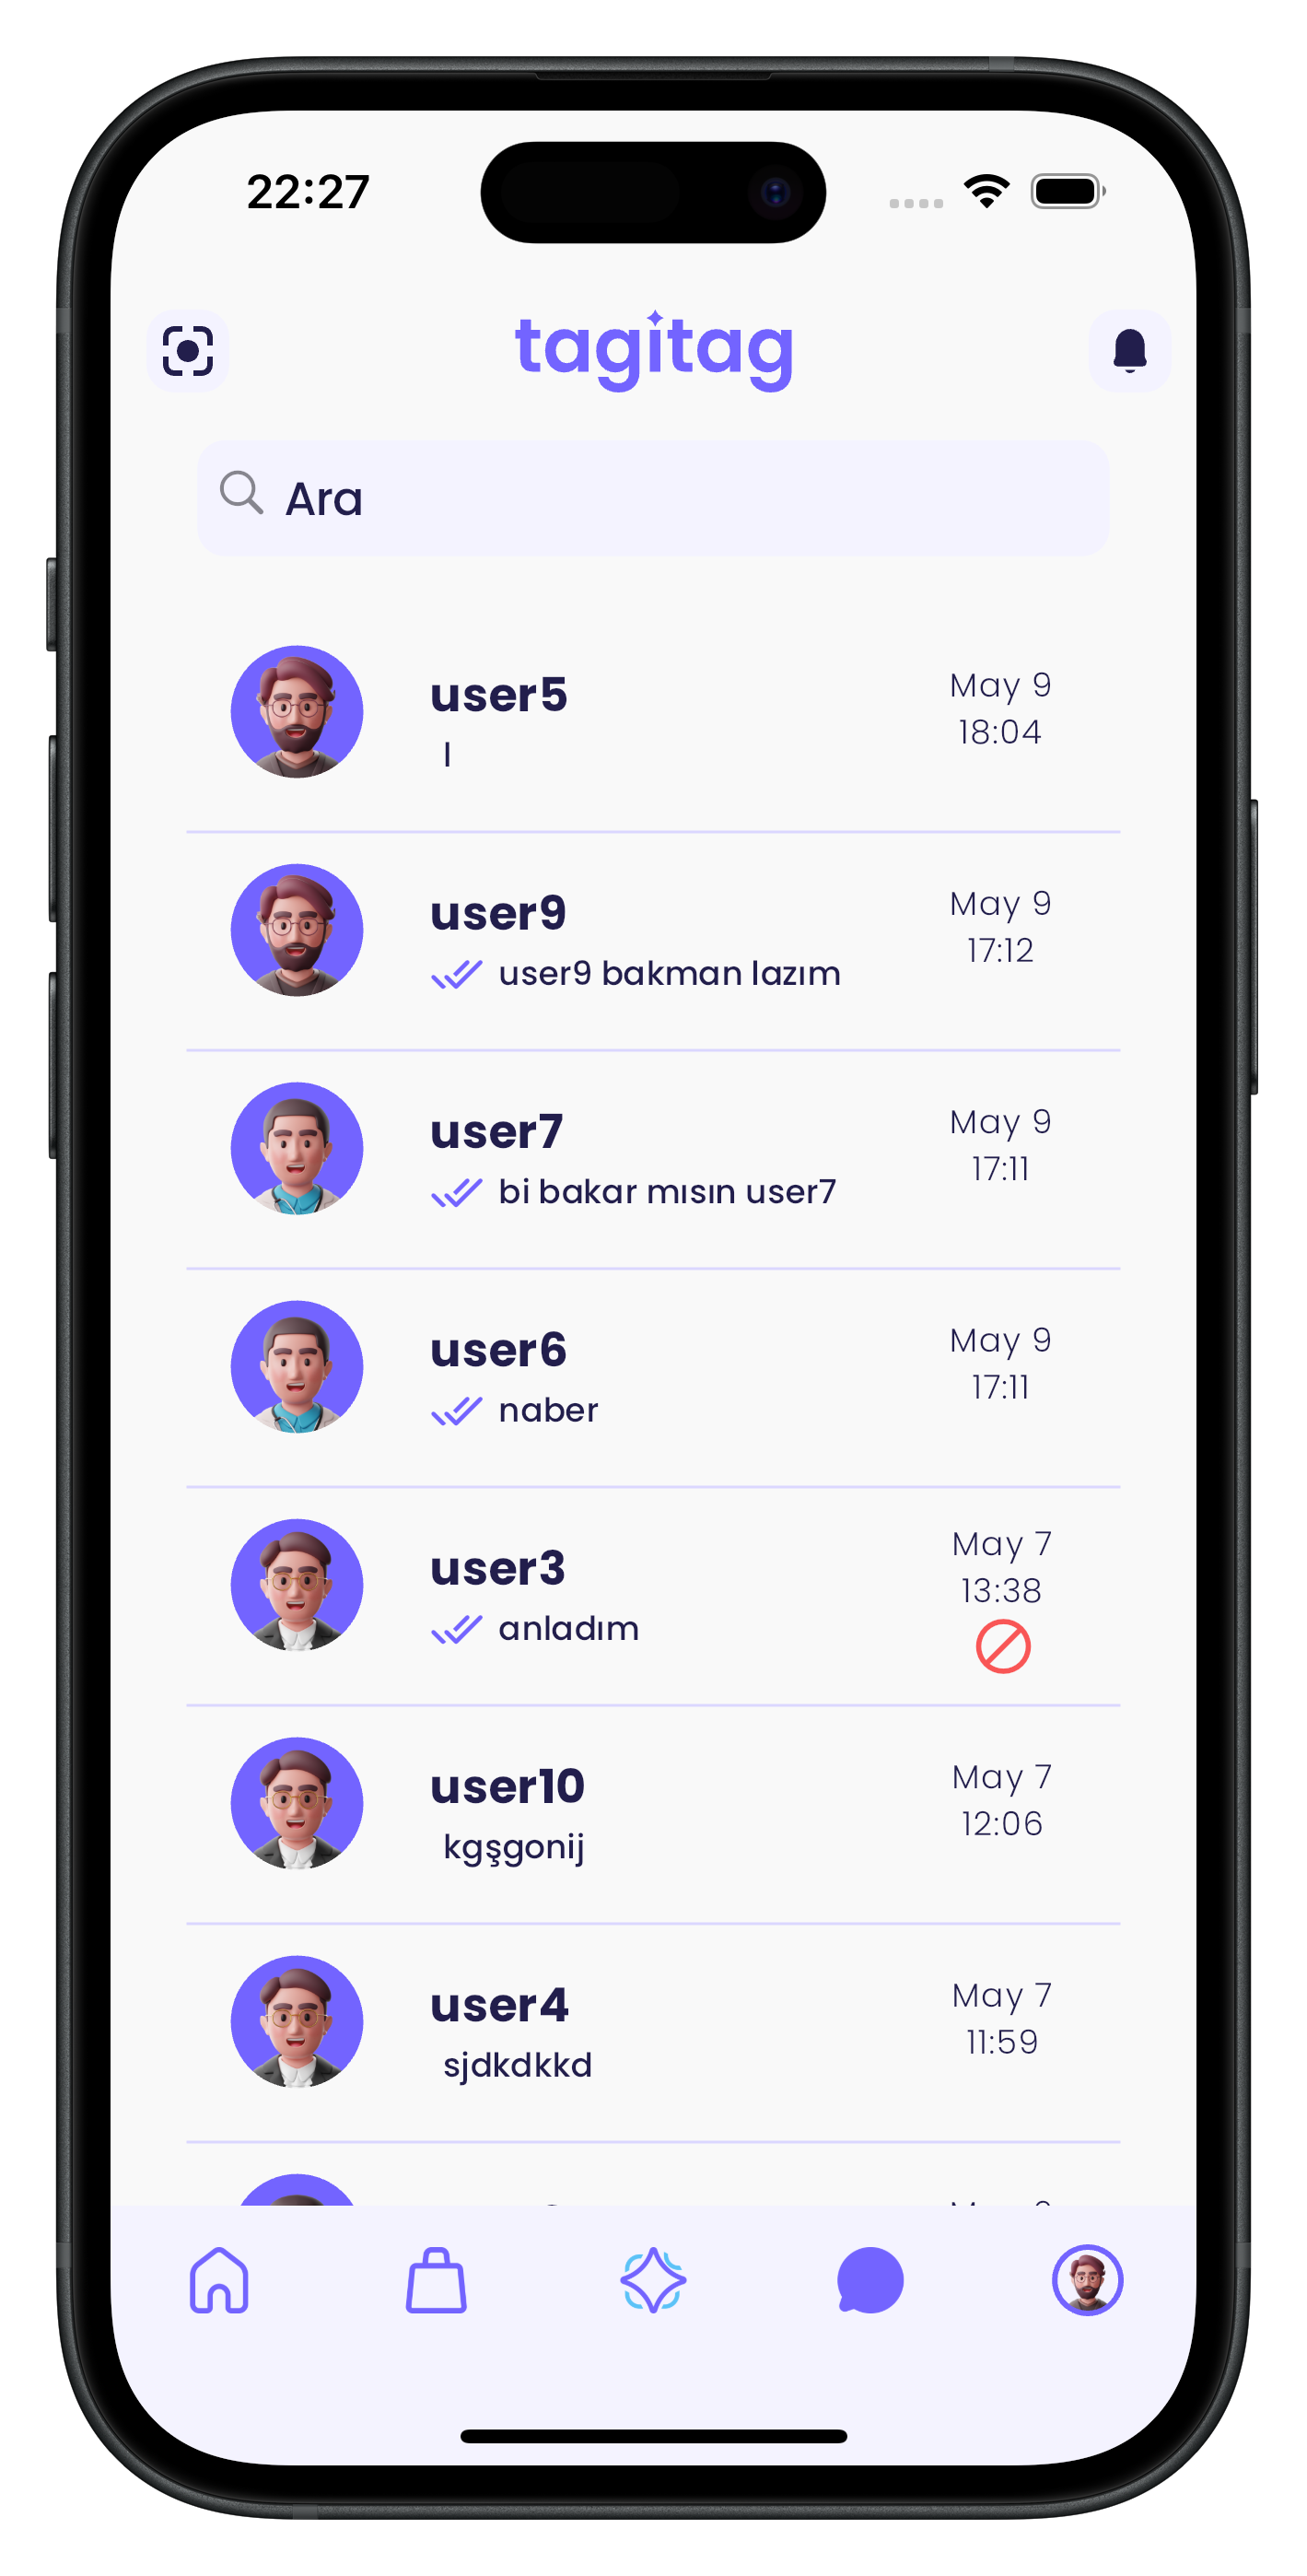 22:27
tagitag
Ara
user5
May 9
18:04
l
user9
May 9
17:12
user9 bakman lazım
user7
May 9
17:11
bi bakar mısın user7
user6
May 9
17:11
naber
user3
May 7
13:38
anladım
user10
May 7
12:06
kgşgonij
user4
May 7
11:59
sjdkdkkd